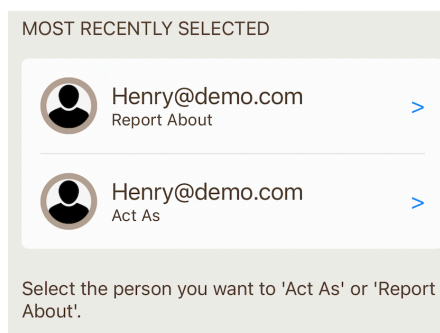 MOST RECENTLY SELECTED
Henry@demo.com
Report About
>
Henry@demo.com
Act As
>
Select the person you want to 'Act As' or 'Report
About'.